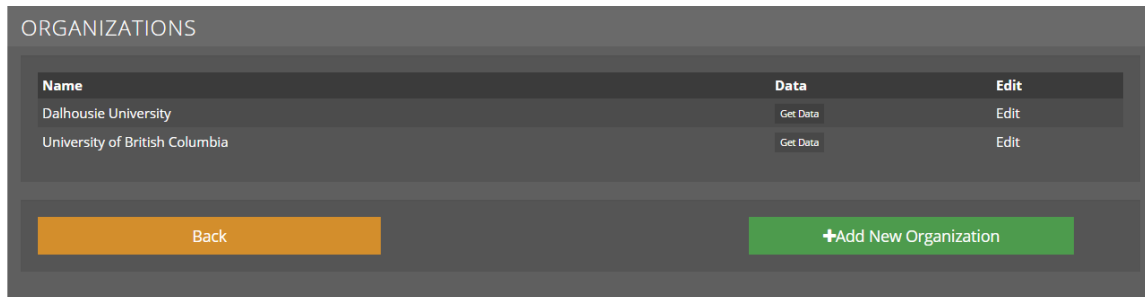 ORGANIZATIONS
Name Data Edit
Dalhousie University Get Data Edit
University of British Columbia Get Data Edit
Back +Add New Organization